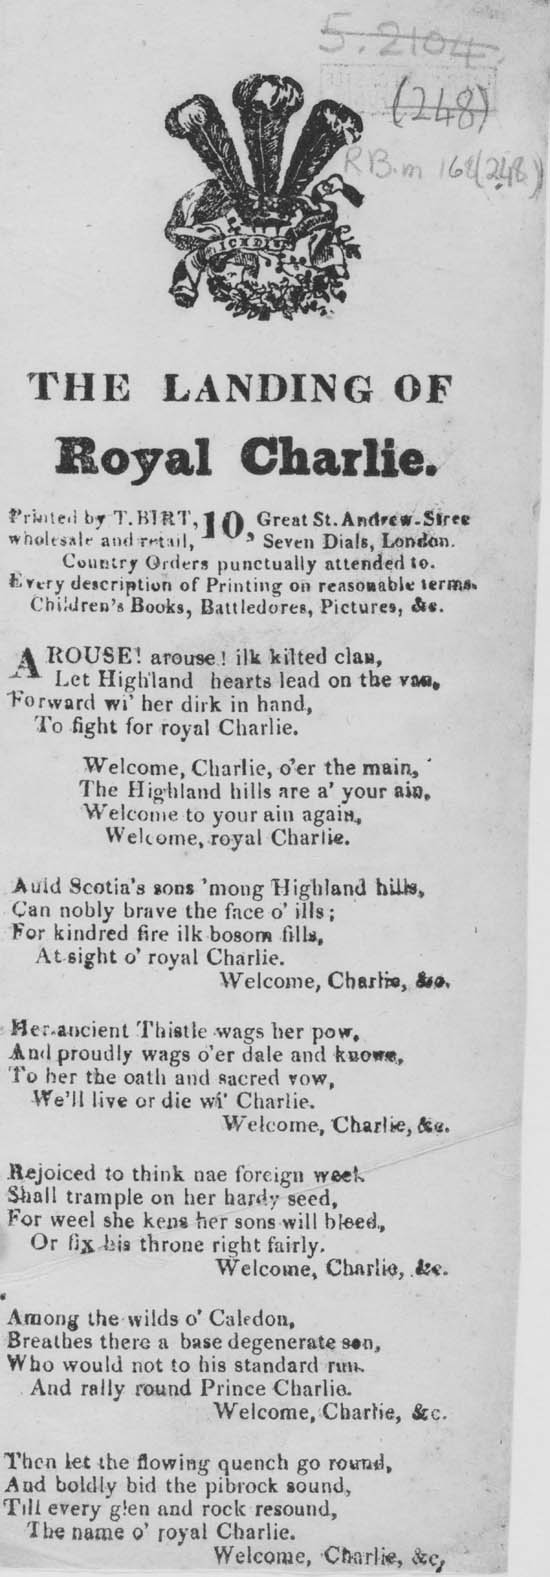 5.2104.
(248)
RB.m 168(248)
ICH DIEN
THE LANDING OF
Royal Charlie.
Printed by T. BIRT, 10, Great St. Andrew-Stree
wholesale and retail, Seven Dials, London.
Country Orders punctually attended to.
Every description of Printing on reasonable terms.
Children's Books, Battledores, Pictures, &c.
AROUSE! arouse! ilk kilted clan,
Let Highland hearts lead on the van,
Forward wi' her dirk in hand,
To fight for royal Charlie.
Welcome, Charlie, o'er the main,
The Highland hills are a' your ain,
Welcome to your ain again,
Welcome, royal Charlie.
Auld Scotia's sons 'mong Highland hills,
Can nobly brave the face o' ills;
For kindred fire ilk bosom fills,
At sight o' royal Charlie.
Welcome, Charlie, &c.
Her ancient Thistle wags her pow,
And proudly wags o'er dale and knowe,
To her the oath and sacred vow,
We'll live or die wi' Charlie.
Welcome, Charlie, &c.
Rejoiced to think nae foreign
Shall trample on her hardy seed,
For weel she kens her sons will bleed,
Or fix his throne right fairly.
Welcome, Charlie, &c.
Among the wilds o' Caledon,
Breathes there a base degenerate son,
Who would not to his standard run.
And rally round Prince Charlie.
Welcome, Charlie, &c.
Then let the flowing quench go round,
And boldly bid the pibrock sound,
Till every glen and rock resound,
The name o' royal Charlie.
Welcome, Charlie, &c,